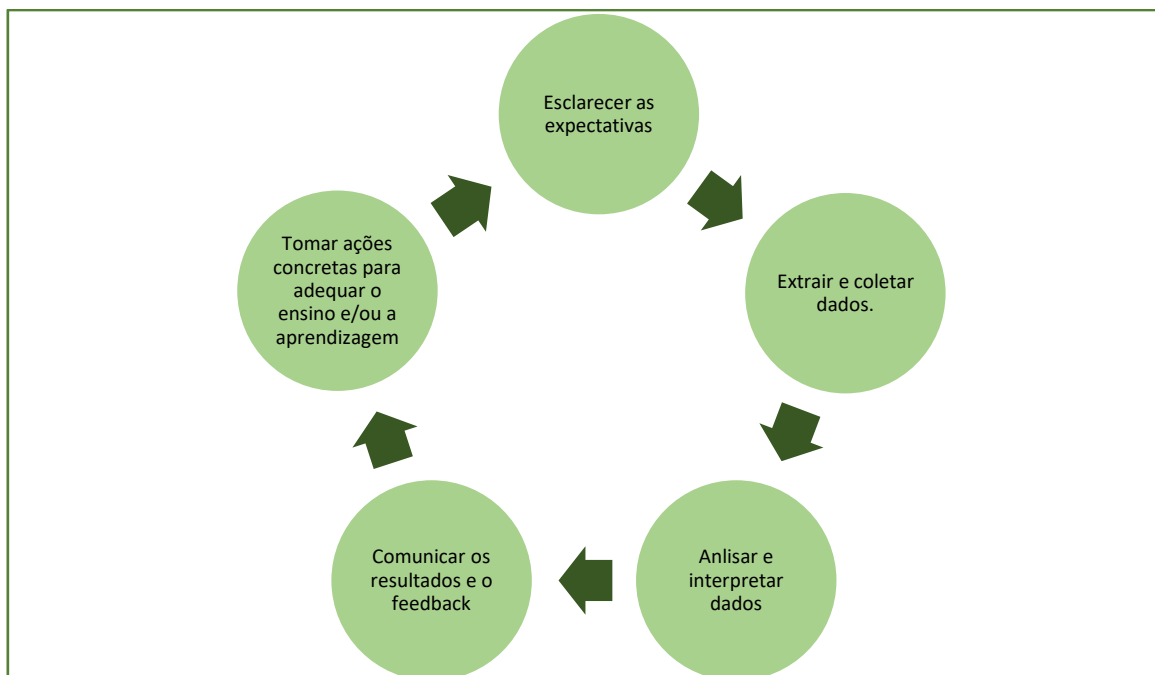 Esclarecer as
expectativas
Extrair e coletar
dados.
Anlisar e
interpretar
dados
Comunicar os
resultados e o
feedback
Tomar ações
concretas para
adequar o
ensino e/ou a
aprendizagem